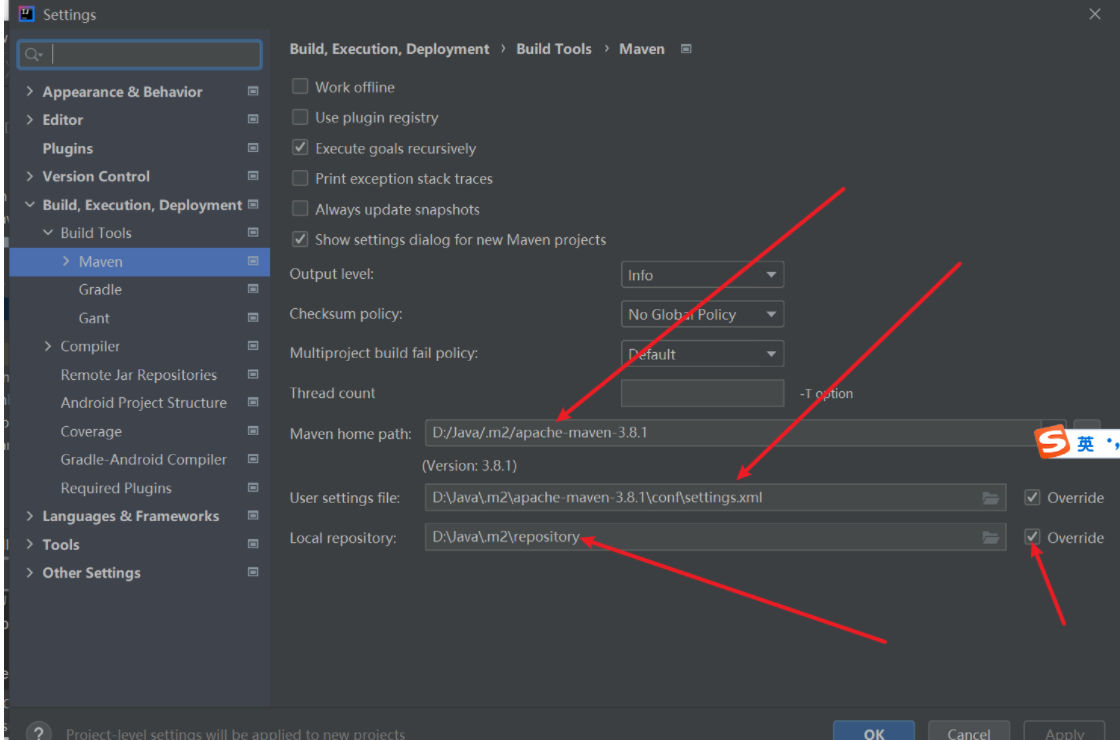 Settings
Build, Execution, Deployment › Build Tools › Maven
Work offline
Appearance & Behavior
Use plugin registry
Editor
Execute goals recursively
Plugins
Print exception stack traces
Version Control
Always update snapshots
Build, Execution, Deployment
Show settings dialog for new Maven projects
Build Tools
Maven
Output level: Info
Gradle
Checksum policy: No Global Policy
Gant
Multiproject build fail policy: Default
Compiler
Remote Jar Repositories
Thread count -T option
Android Project Structure
Coverage
Maven home path: D:/Java/.m2/apache-maven-3.8.1
英
Gradle-Android Compiler
(Version: 3.8.1)
Required Plugins
User settings file: D:\Java\.m2\apache-maven-3.8.1\conf\settings.xml Override
Languages & Frameworks
Local repository: D:\Java\.m2\repository Override
Tools
Other Settings
? Project-level settings will be applied to new projects OK Cancel Apply